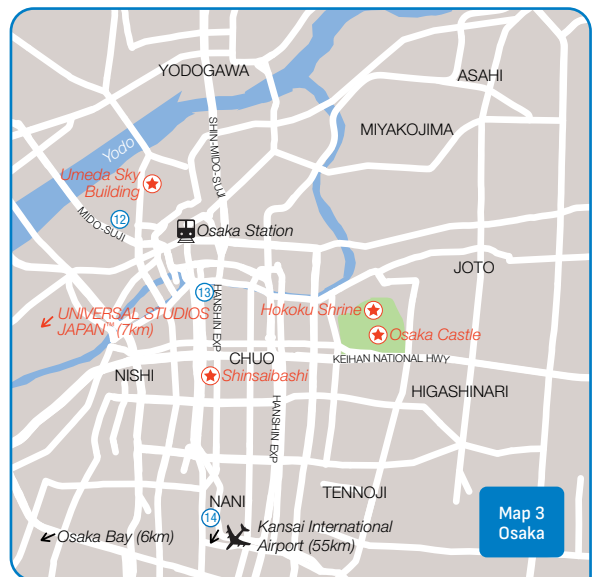 YODOGAWA
ASAHI
SHIN-MIDO-SUJI
MIYAKOJIMA
Yodo
Umeda Sky
Building
12
MIDO-SUJI
Osaka Station
JOTO
13
HANSHIN EXP
Hokoku Shrine
UNIVERSAL STUDIOS
JAPAN™ (7km)
Osaka Castle
CHUO
KEIHAN NATIONAL HWY
NISHI
Shinsaibashi
HIGASHINARI
HANSHIN EXP
TENNOJI
NANI
14
Kansai International
Airport (55km)
Osaka Bay (6km)
Map 3
Osaka